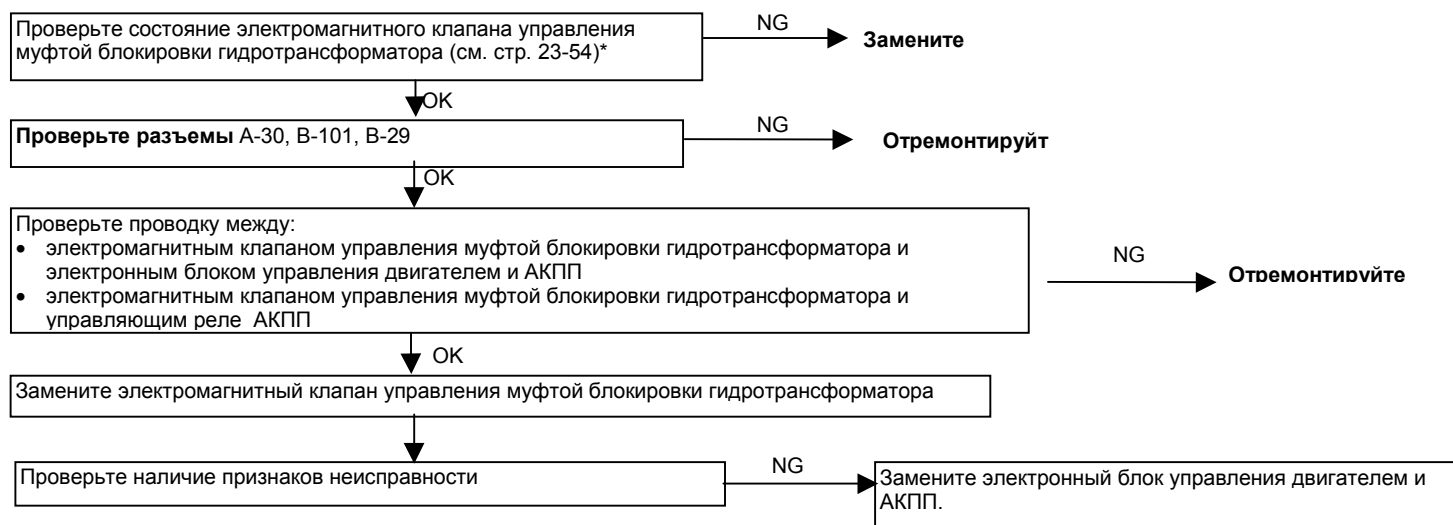 Проверьте состояние электромагнитного клапана управления
муфтой блокировки гидротрансформатора (см. стр. 23-54)*
NG
Замените
OK
Проверьте разъемы A-30, B-101, B-29
NG
Отремонтируйт
OK
Проверьте проводку между:
• электромагнитным клапаном управления муфтой блокировки гидротрансформатора и
электронным блоком управления двигателем и АКПП
• электромагнитным клапаном управления муфтой блокировки гидротрансформатора и
управляющим реле АКПП
NG
Отремонтируйте
OK
Замените электромагнитный клапан управления муфтой блокировки гидротрансформатора
Проверьте наличие признаков неисправности
NG
Замените электронный блок управления двигателем и
АКПП.